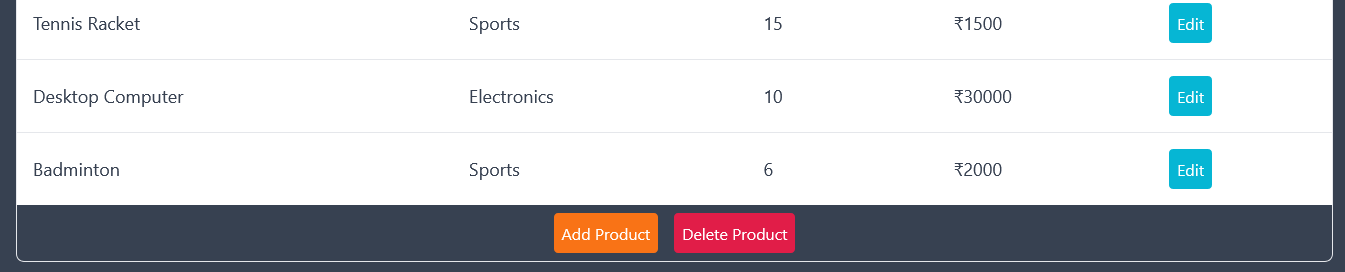 Tennis Racket Sports 15 ₹1500 Edit
Desktop Computer Electronics 10 ₹30000 Edit
Badminton Sports 6 ₹2000 Edit
Add Product Delete Product